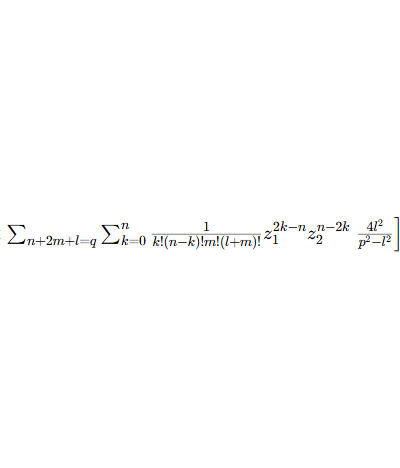 ∑_{n+2m+l=q} ∑_{k=0}^{n} \frac{1}{k!(n−k)!m!(l+m)!} z_1^{2k−n} z_2^{n−2k} \frac{4l^2}{p^2−l^2} ]